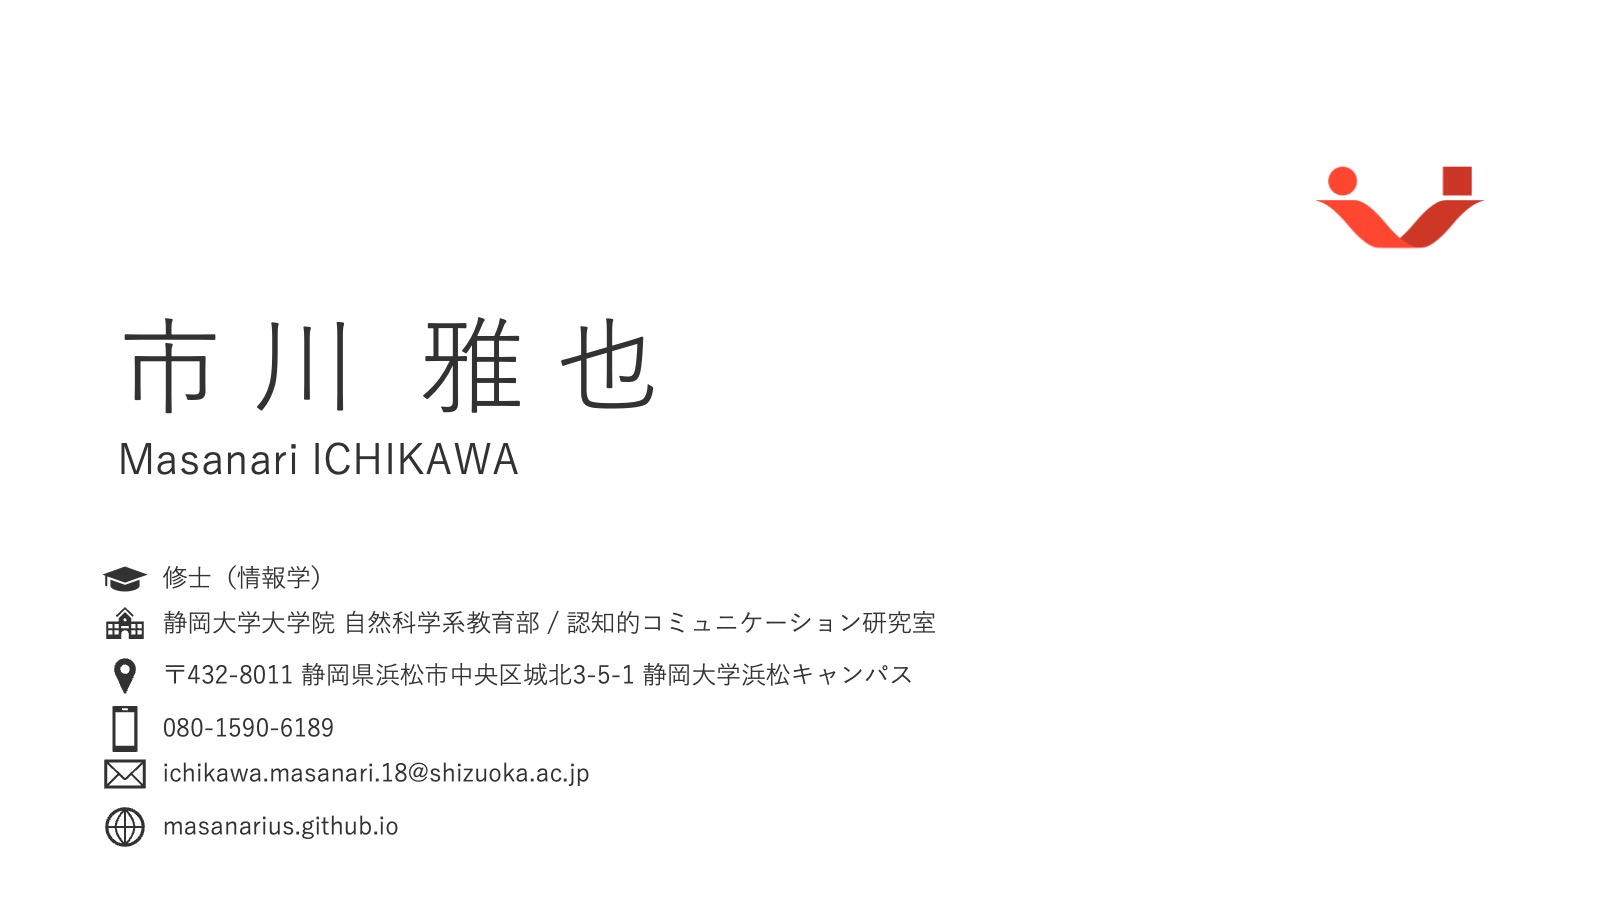 市川 雅也
Masanari ICHIKAWA
修士（情報学）
静岡大学大学院 自然科学系教育部 / 認知的コミュニケーション研究室
〒432-8011 静岡県浜松市中央区城北3-5-1 静岡大学浜松キャンパス
080-1590-6189
ichikawa.masanari.18@shizuoka.ac.jp
masanarius.github.io